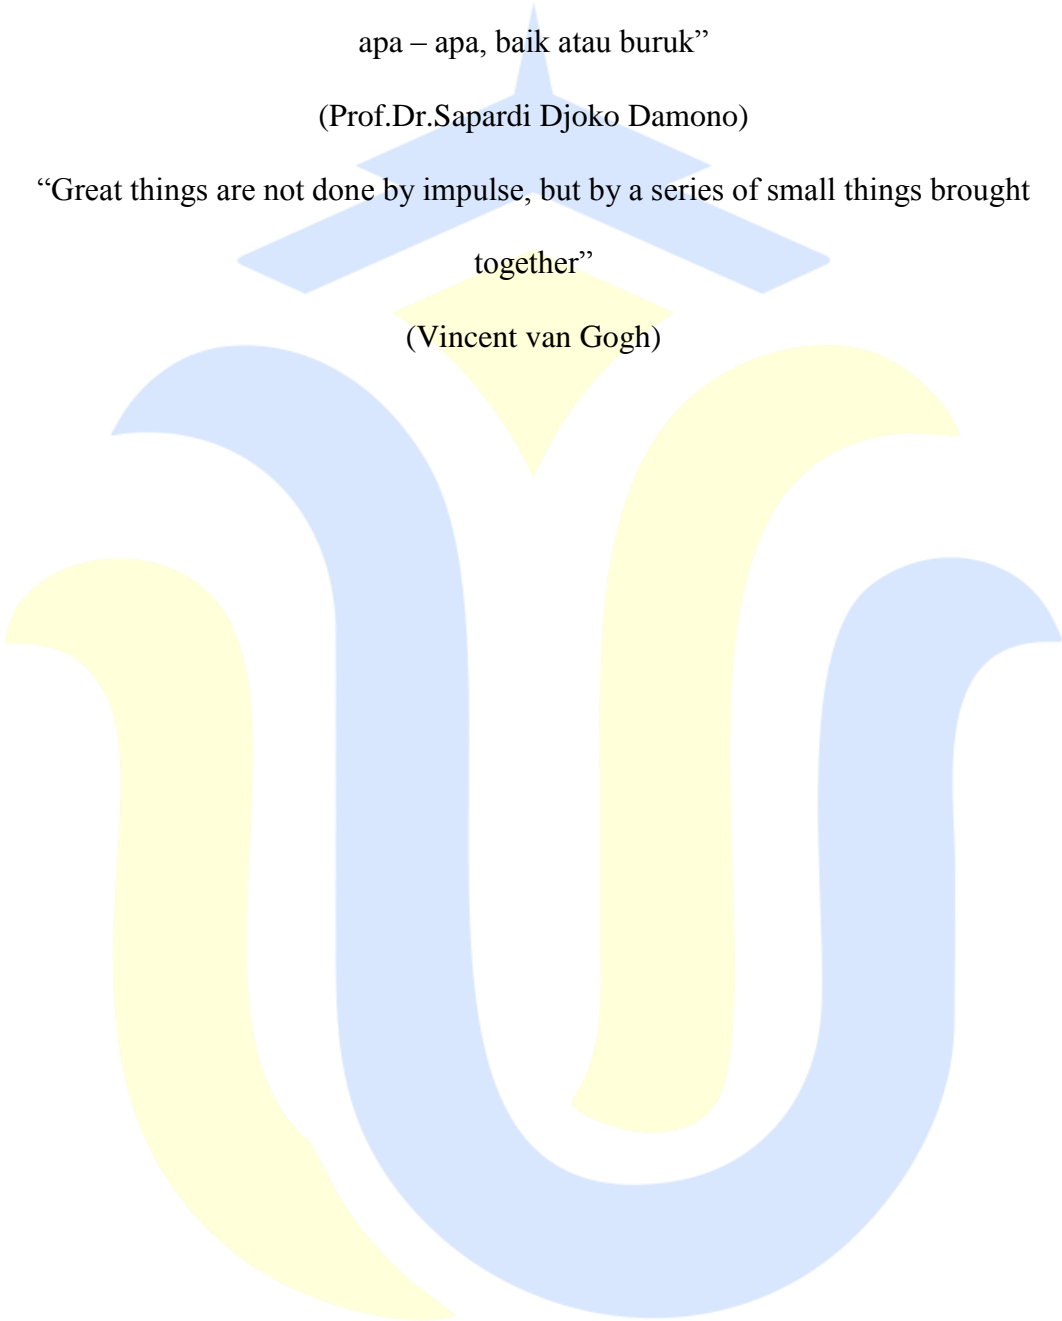 apa – apa, baik atau buruk”
(Prof.Dr.Sapardi Djoko Damono)
“Great things are not done by impulse, but by a series of small things brought
together”
(Vincent van Gogh)